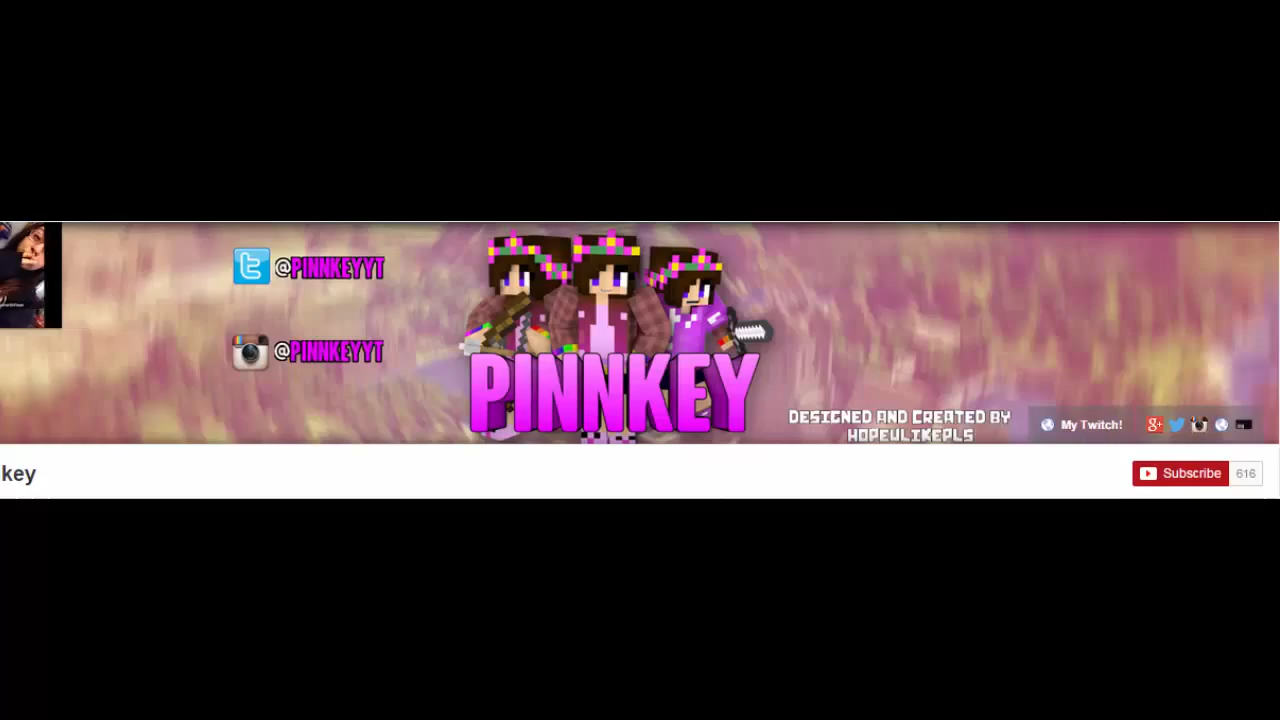 @PINNKEYYT
@PINNKEYYT
PINNKEY
DESIGNED AND CREATED BY
HOPEULIKEPLS
My Twitch!
g+
key
Subscribe
616